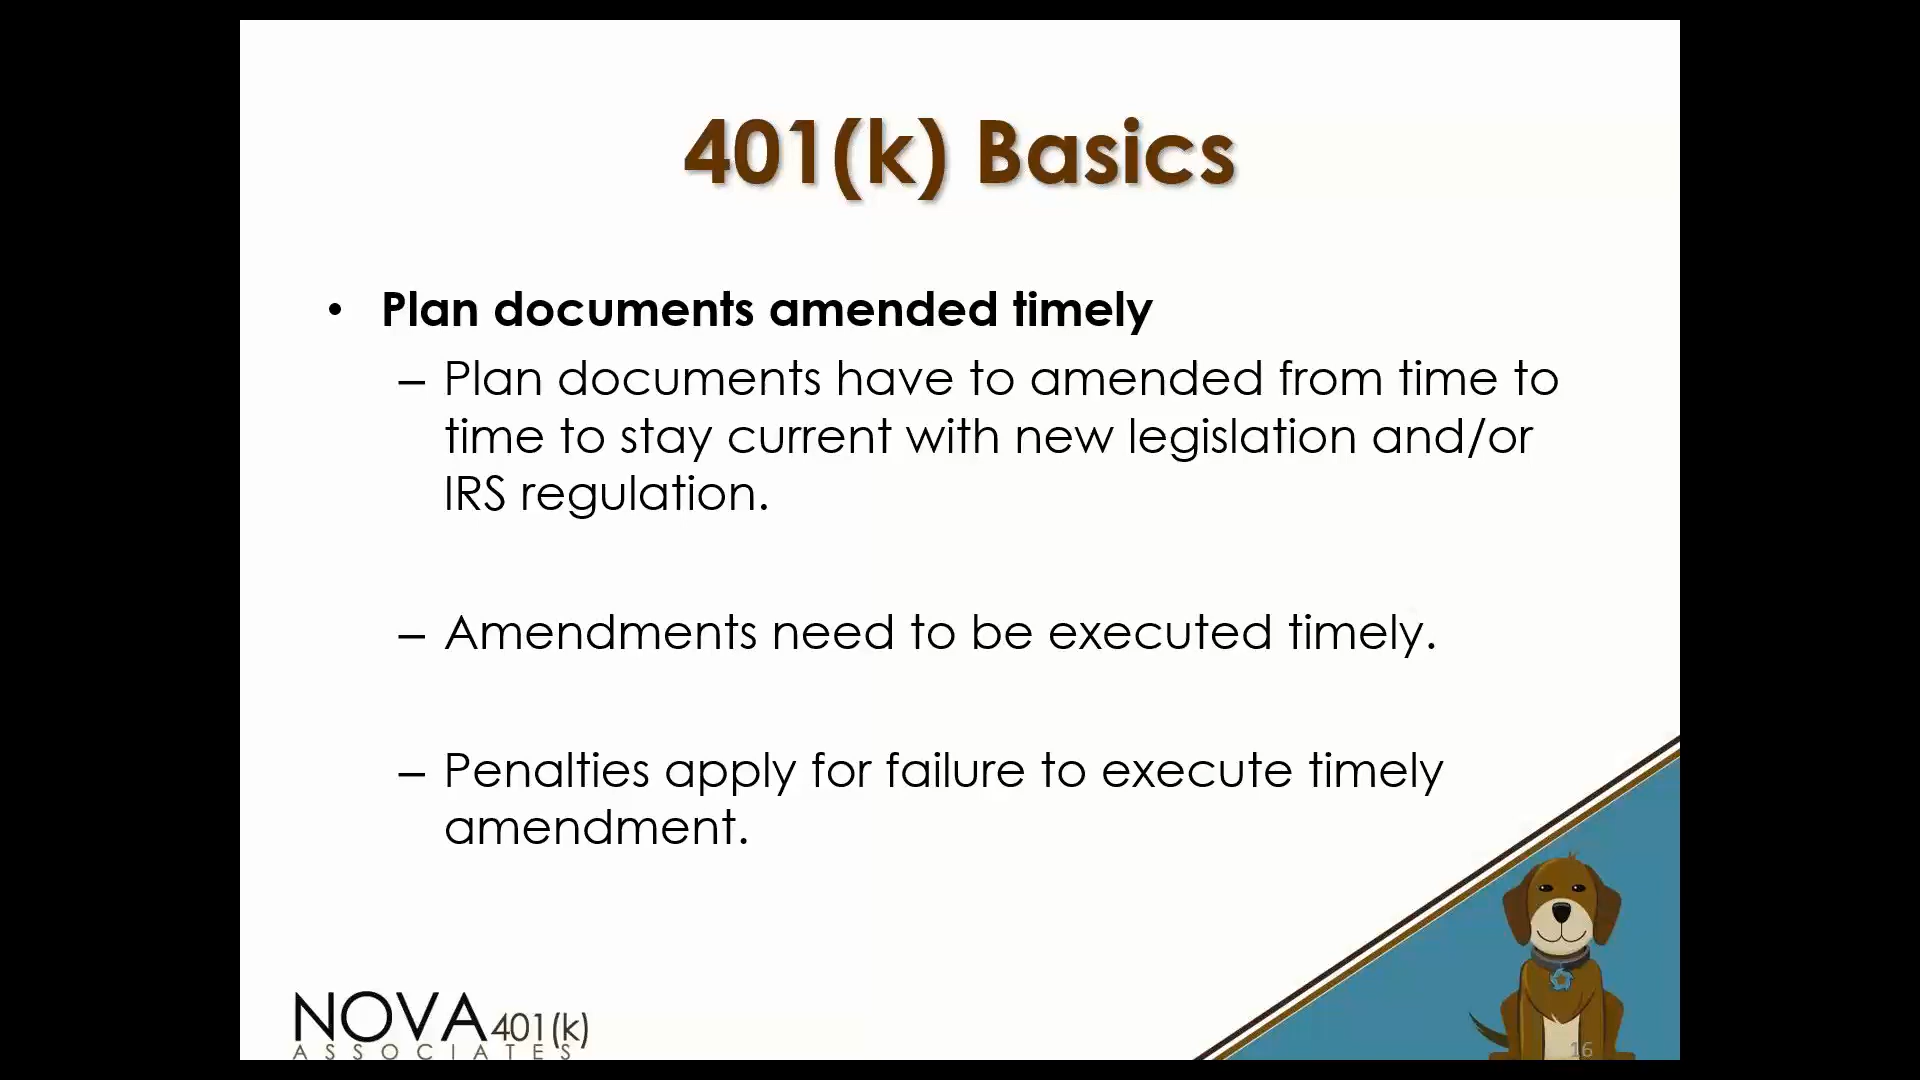 401(k) Basics
• Plan documents amended timely
– Plan documents have to amended from time to
time to stay current with new legislation and/or
IRS regulation.
– Amendments need to be executed timely.
– Penalties apply for failure to execute timely
amendment.
NOVA 401(k)
ASSOCIATES
16